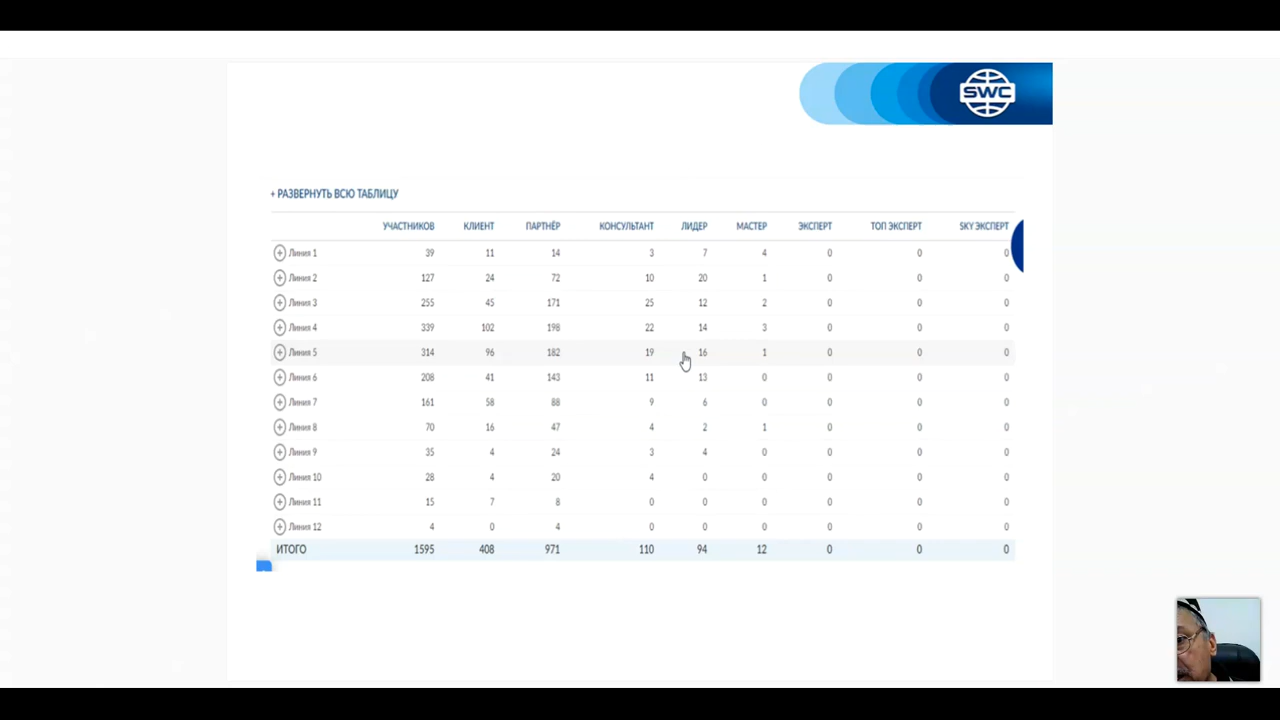 SWC
+ РАЗВЕРНУТЬ ВСЮ ТАБЛИЦУ
УЧАСТНИКОВ КЛИЕНТ ПАРТНЁР КОНСУЛЬТАНТ ЛИДЕР МАСТЕР ЭКСПЕРТ ТОП ЭКСПЕРТ SKY ЭКСПЕРТ
Линия 1 39 11 14 3 7 4 0 0 0
Линия 2 127 24 72 10 20 1 0 0 0
Линия 3 255 45 171 25 12 2 0 0 0
Линия 4 339 102 198 22 14 3 0 0 0
Линия 5 314 96 182 19 16 1 0 0 0
Линия 6 208 41 143 11 13 0 0 0 0
Линия 7 161 58 88 9 6 0 0 0 0
Линия 8 70 16 47 4 2 1 0 0 0
Линия 9 35 4 24 3 4 0 0 0 0
Линия 10 28 4 20 4 0 0 0 0 0
Линия 11 15 7 8 0 0 0 0 0 0
Линия 12 4 0 4 0 0 0 0 0 0
ИТОГО 1595 408 971 110 94 12 0 0 0